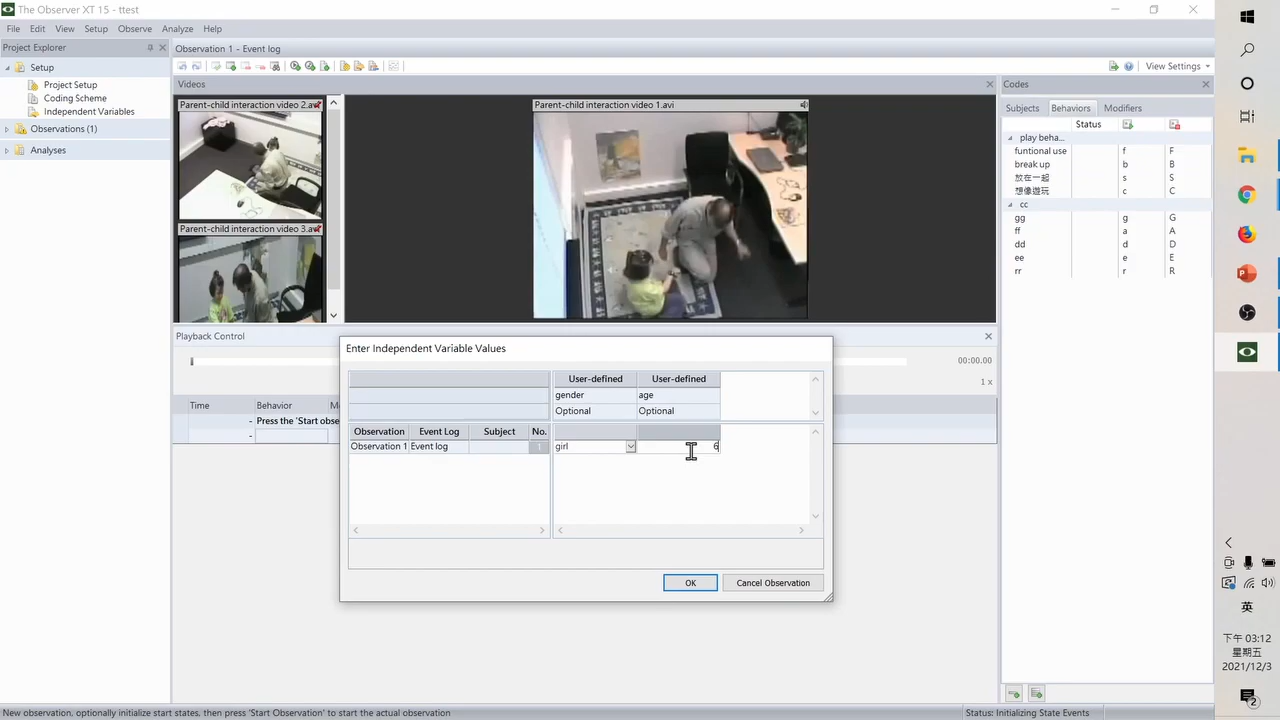 The Observer XT 15 - ttest
File Edit View Setup Observe Analyze Help
Project Explorer
Setup
Project Setup
Coding Scheme
Independent Variables
Observations (1)
Analyses
Observation 1 - Event log
View Settings
Videos
Parent-child interaction video 2.avi
Parent-child interaction video 3.avi
Parent-child interaction video 1.avi
Playback Control
00:00.00
1 x
Time Behavior
- Press the 'Start obse
-
Enter Independent Variable Values
User-defined User-defined
gender age
Optional Optional
Observation Event Log Subject No.
Observation 1 Event log 1 girl 6
OK Cancel Observation
Codes
Subjects Behaviors Modifiers
Status
play beha...
funtional use f F
break up b B
放在一起 s S
想像遊玩 c C
cc
gg g G
ff a A
dd d D
ee e E
rr r R
New observation, optionally initialize start states, then press 'Start Observation' to start the actual observation
Status: Initializing State Events
英
下午 03:12
星期五
2021/12/3
2